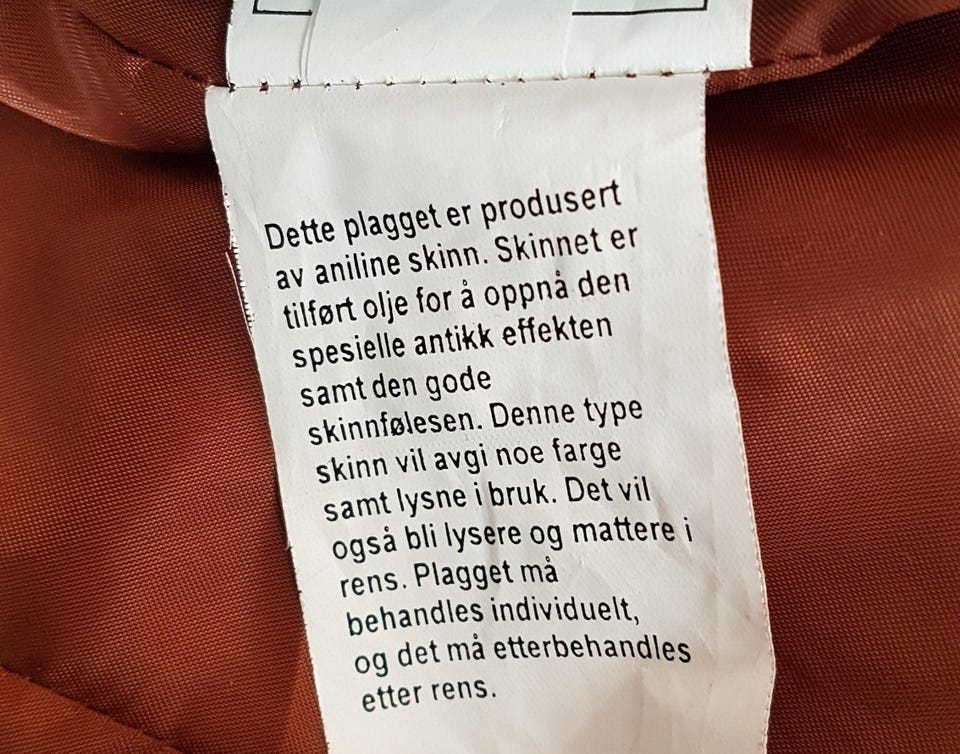 Dette plagget er produsert
av aniline skinn. Skinnet er
tilført olje for å oppnå den
spesielle antikk effekten
samt den gode
skinnfølesen. Denne type
skinn vil avgi noe farge
samt lysne i bruk. Det vil
også bli lysere og mattere i
rens. Plagget må
behandles individuelt,
og det må etterbehandles
etter rens.